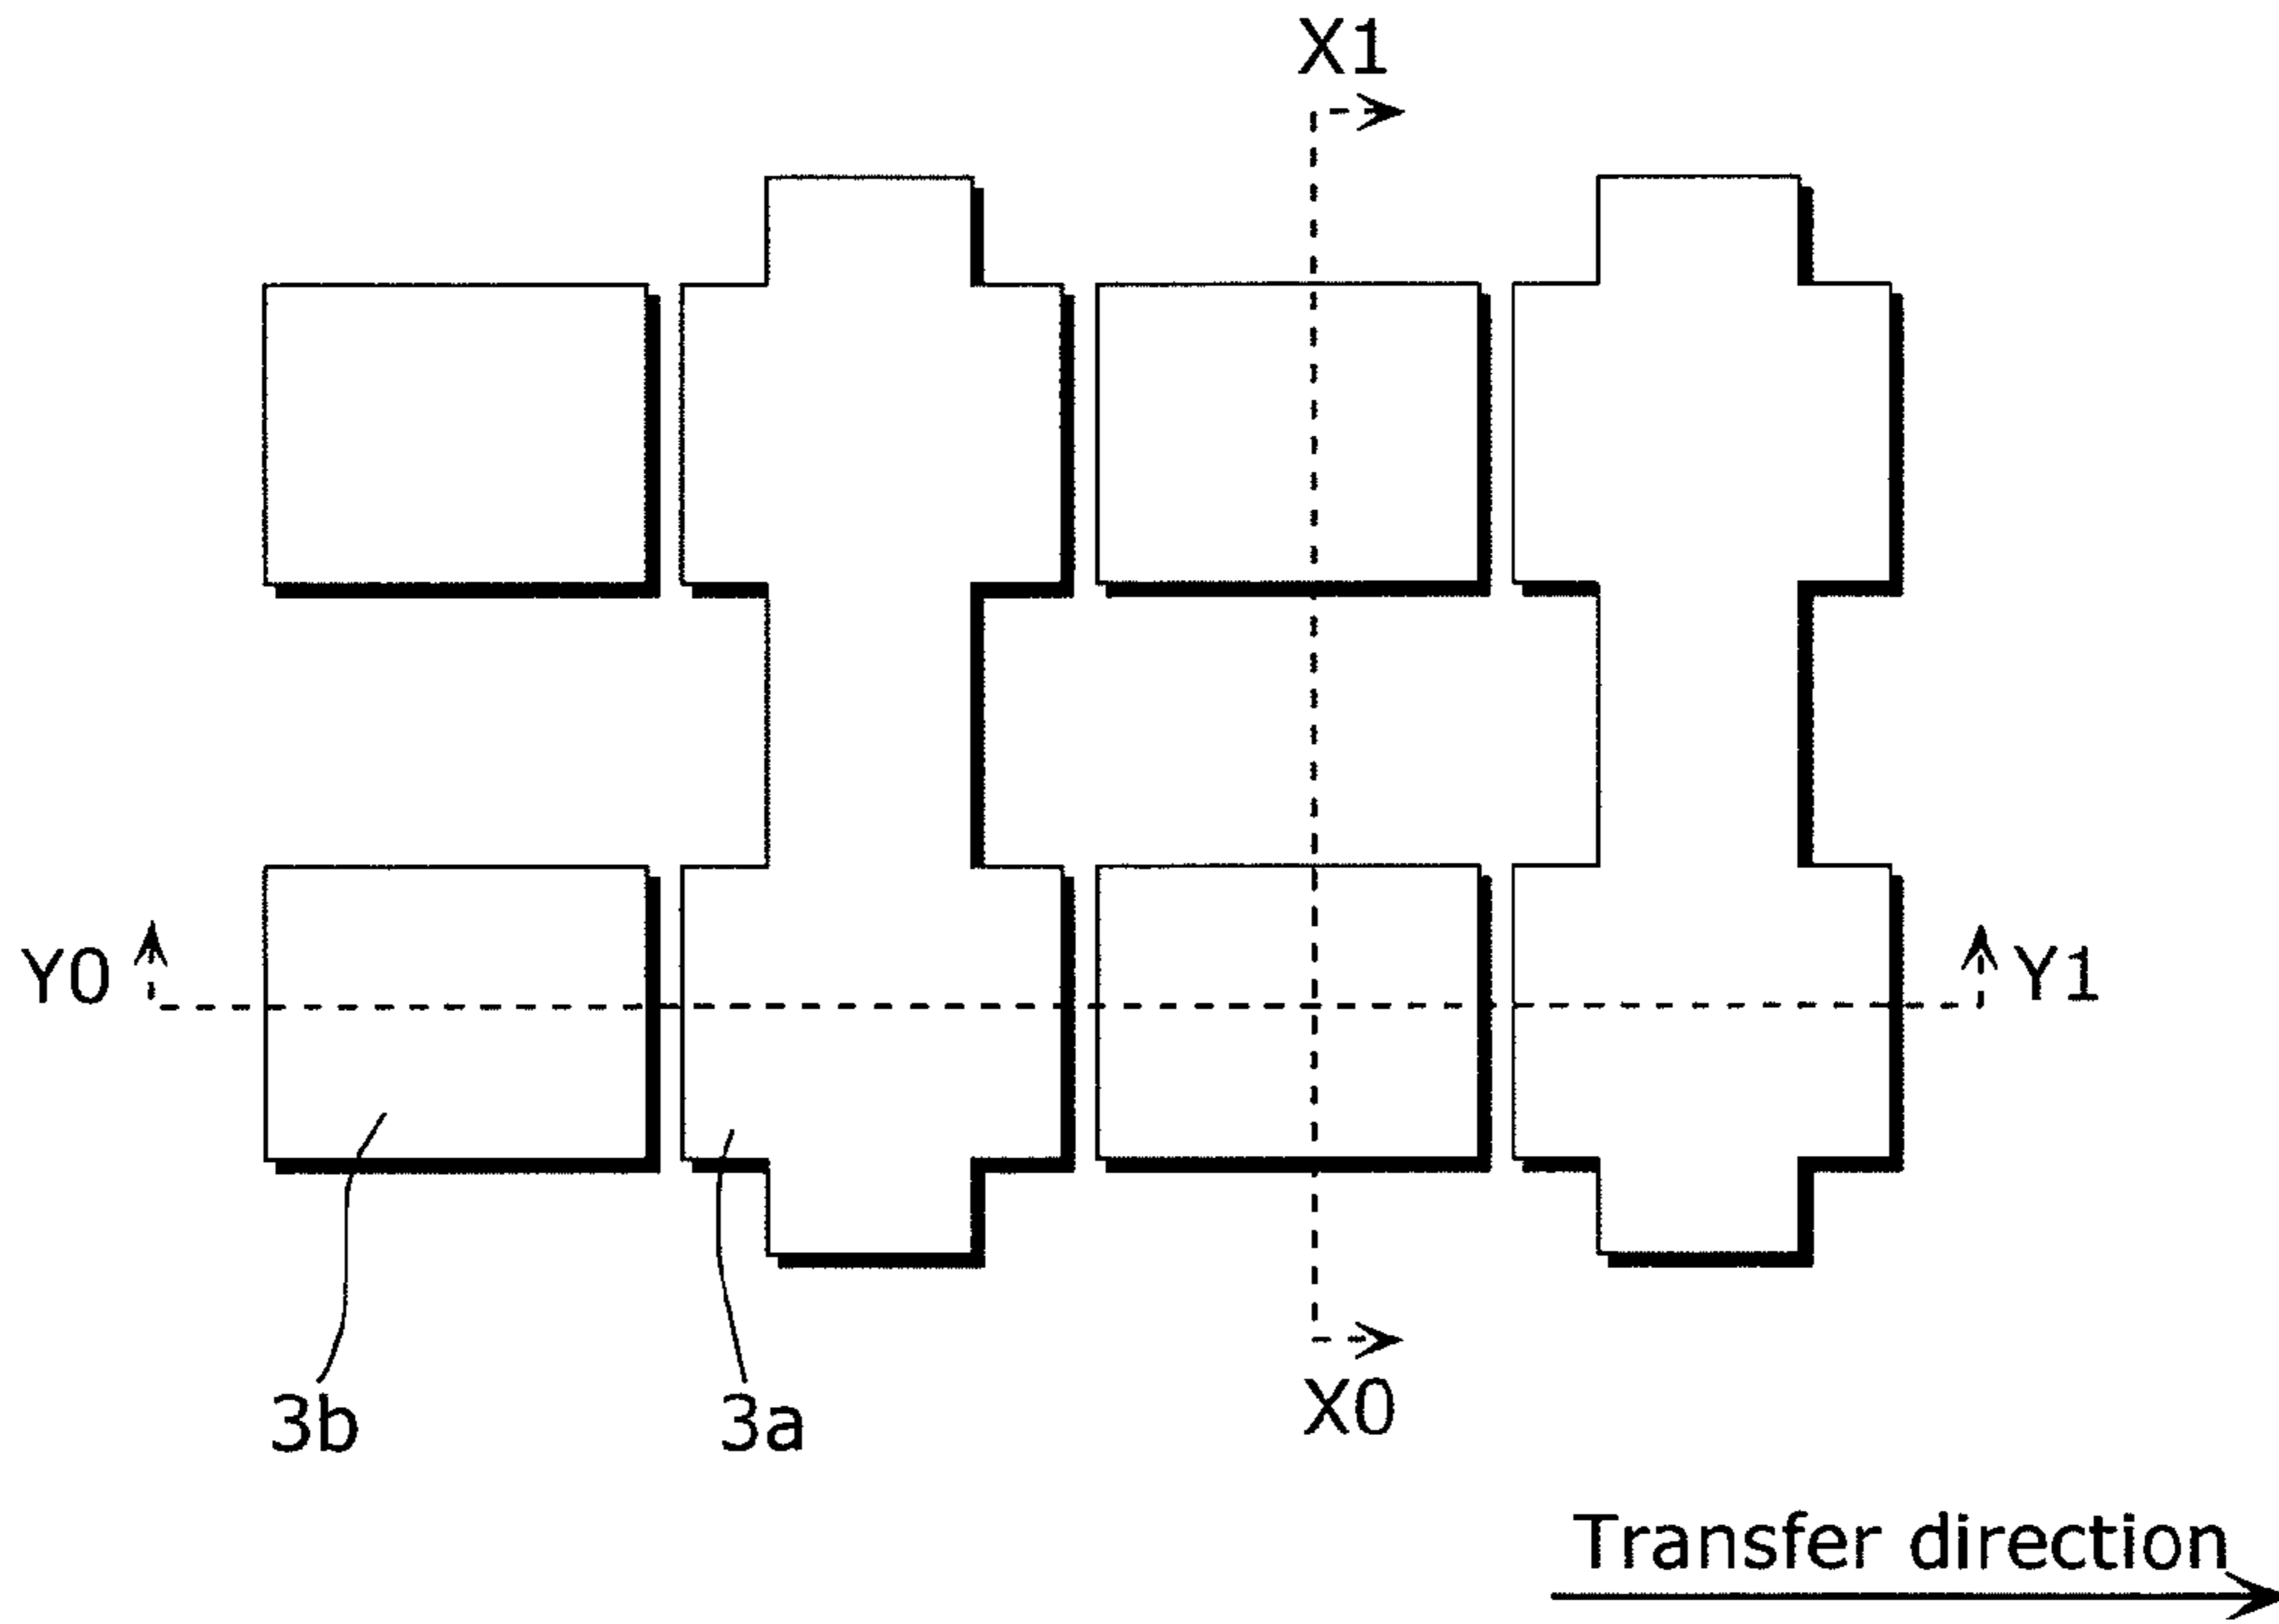 X1
Y0
Y1
3b
3a
X0
Transfer direction